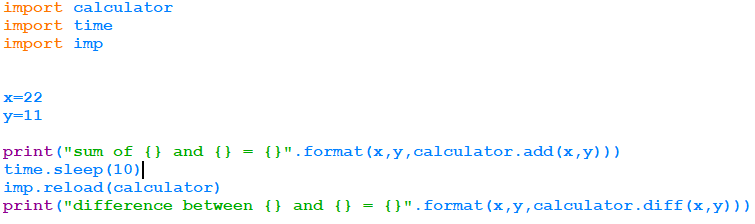 import calculator
import time
import imp
x=22
y=11
print("sum of {} and {} = {}".format(x,y,calculator.add(x,y)))
time.sleep(10)
imp.reload(calculator)
print("difference between {} and {} = {}".format(x,y,calculator.diff(x,y)))